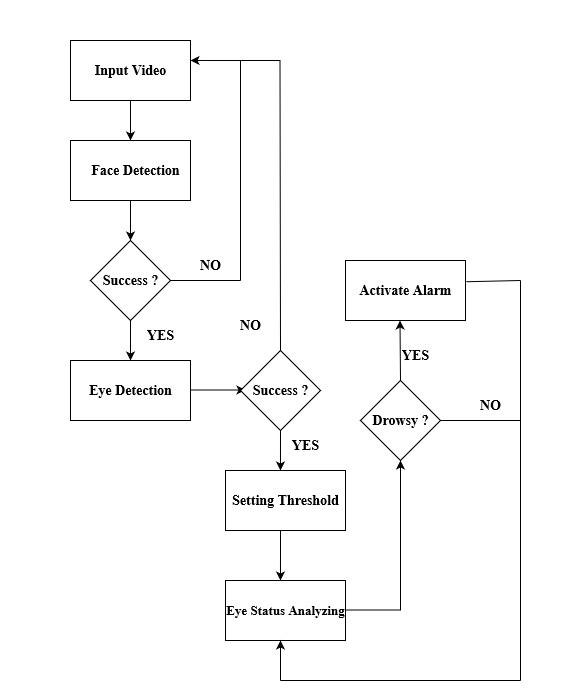 Input Video
Face Detection
Success ?
NO
YES
Eye Detection
NO
Success ?
YES
Setting Threshold
Eye Status Analyzing
Activate Alarm
YES
Drowsy ?
NO